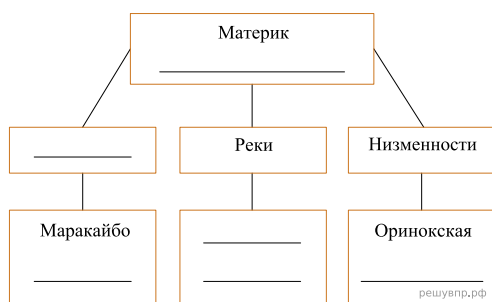 Материк
Реки
Низменности
Маракайбо
Оринокская
решувпр.рф